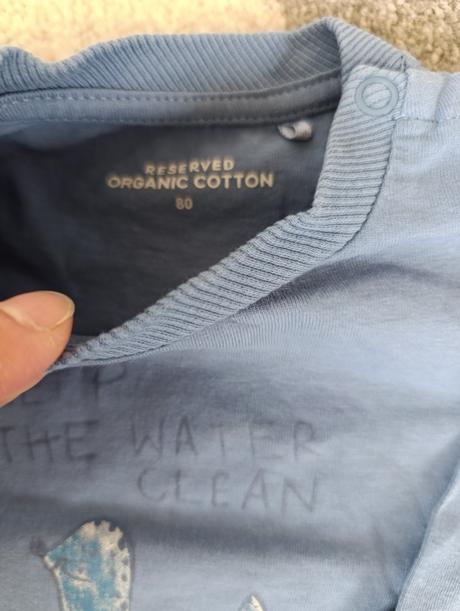 RESERVED
ORGANIC COTTON
80
THE WATER
CLEAN